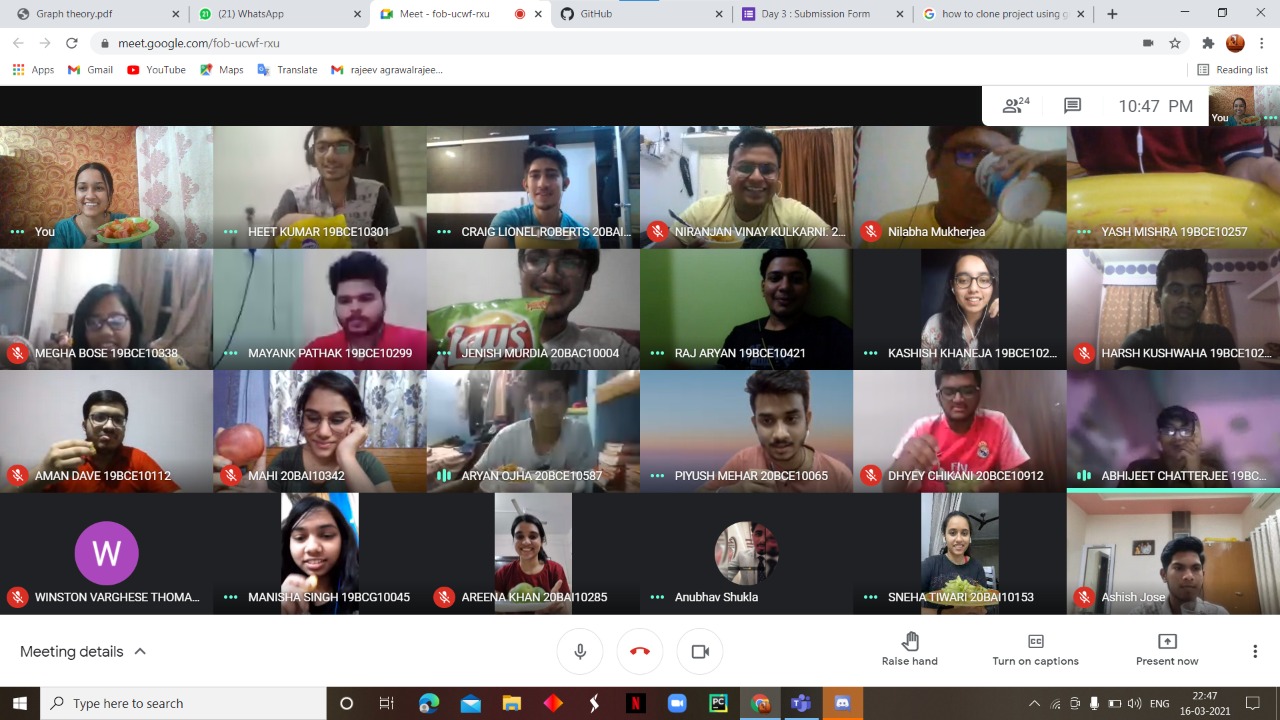 Gaph theory.pdf
(21) WhatsApp
Meet - fob-ucwf-rxu
GitHub
Day 3 : Submission Form
how to clone project using g
meet.google.com/fob-ucwf-rxu
Apps
Gmail
YouTube
Maps
Translate
rajeev agrawalrajee...
Reading list
24
10:47 PM
You
You
HEET KUMAR 19BCE10301
CRAIG LIONEL ROBERTS 20BAI...
NIRANJAN VINAY KULKARNI. 2...
Nilabha Mukherjea
YASH MISHRA 19BCE10257
MEGHA BOSE 19BCE10338
MAYANK PATHAK 19BCE10299
Lay's
JENISH MURDIA 20BAC10004
RAJ ARYAN 19BCE10421
KASHISH KHANEJA 19BCE102...
HARSH KUSHWAHA 19BCE102...
AMAN DAVE 19BCE10112
MAHI 20BAI10342
ARYAN OJHA 20BCE10587
PIYUSH MEHAR 20BCE10065
DHYEY CHIKANI 20BCE10912
ABHIJEET CHATTERJEE 19BC...
W
WINSTON VARGHESE THOMA...
MANISHA SINGH 19BCG10045
AREENA KHAN 20BAI10285
Anubhav Shukla
SNEHA TIWARI 20BAI10153
Ashish Jose
Meeting details
Raise hand
CC
Turn on captions
Present now
Type here to search
N
PC
ENG
22:47
16-03-2021